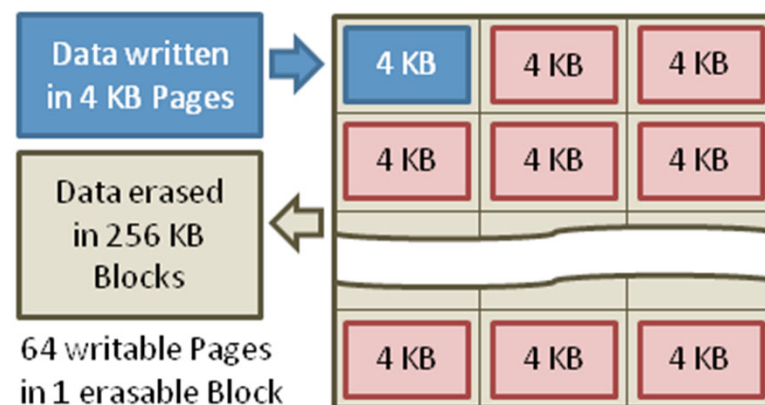 Data written
in 4 KB Pages
4 KB
4 KB
4 KB
4 KB
4 KB
4 KB
Data erased
in 256 KB
Blocks
64 writable Pages
in 1 erasable Block
4 KB
4 KB
4 KB